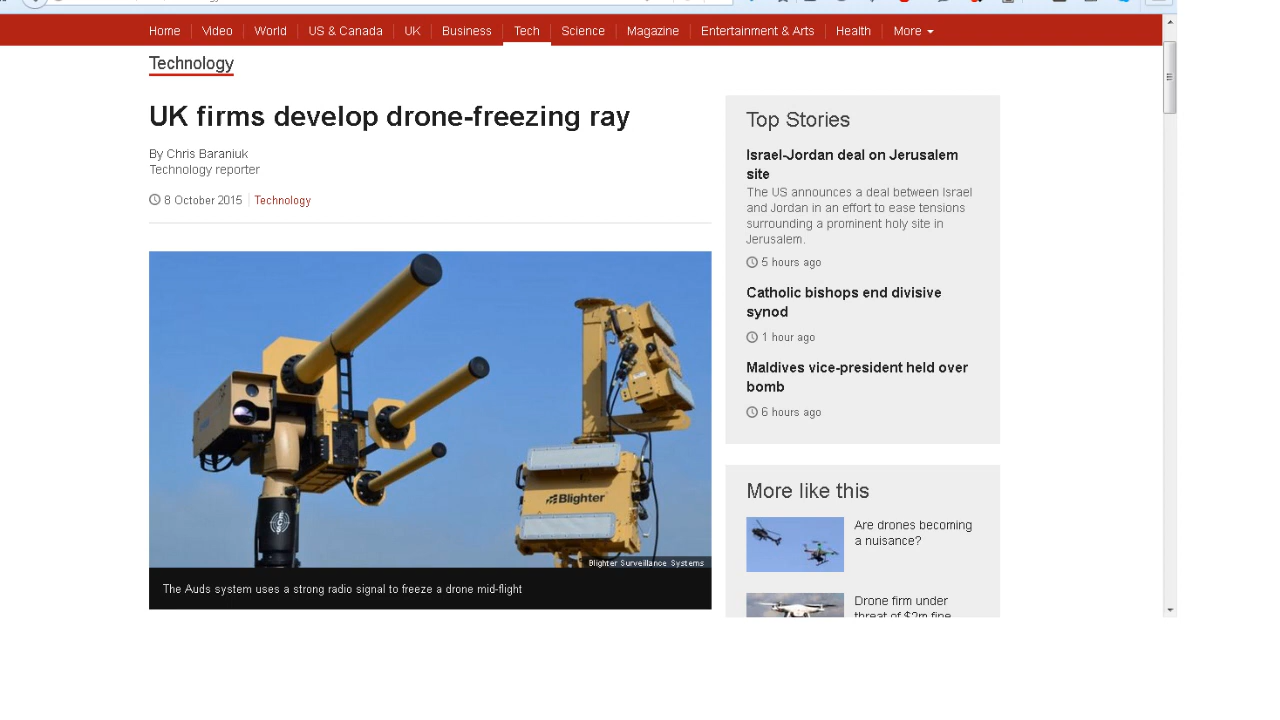 Home
Video
World
US & Canada
UK
Business
Tech
Science
Magazine
Entertainment & Arts
Health
More
Technology
UK firms develop drone-freezing ray
By Chris Baraniuk
Technology reporter
8 October 2015
Technology
Blighter
ECS
Blighter Surveillance Systems
The Auds system uses a strong radio signal to freeze a drone mid-flight
Top Stories
Israel-Jordan deal on Jerusalem
site
The US announces a deal between Israel
and Jordan in an effort to ease tensions
surrounding a prominent holy site in
Jerusalem.
5 hours ago
Catholic bishops end divisive
synod
1 hour ago
Maldives vice-president held over
bomb
6 hours ago
More like this
Are drones becoming
a nuisance?
Drone firm under
threat of $2m fine